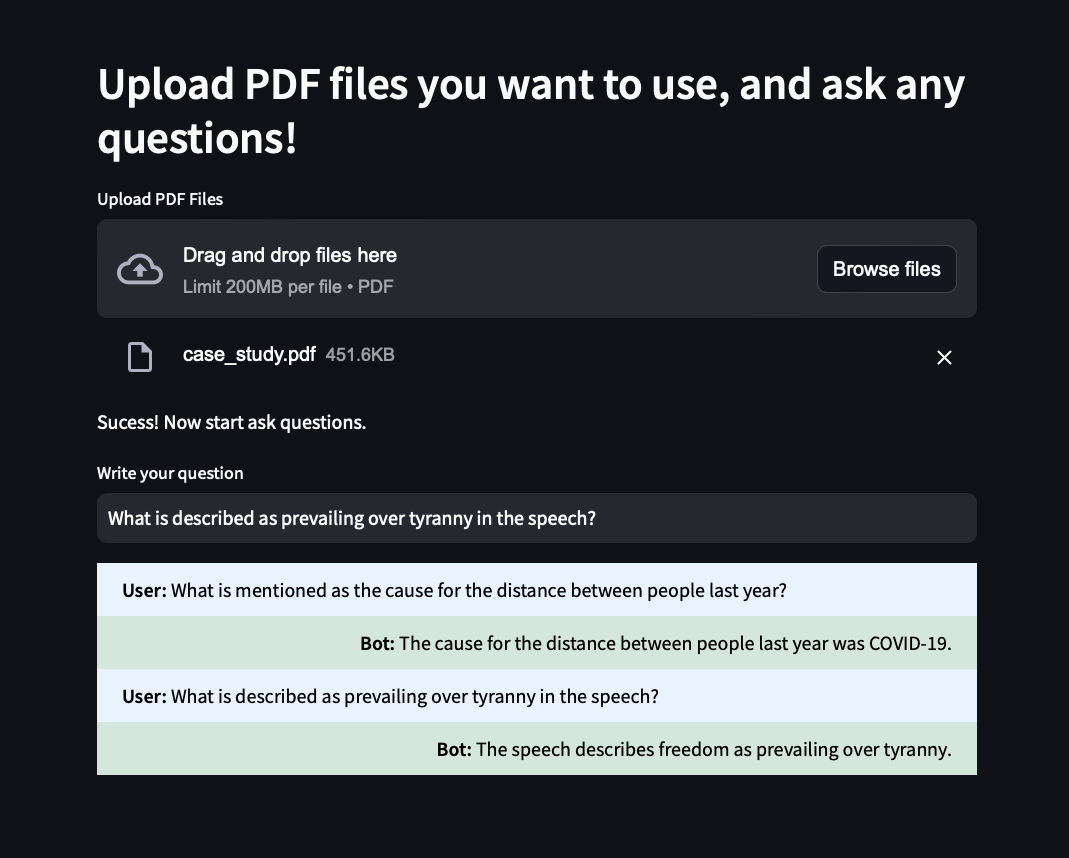 Upload PDF files you want to use, and ask any
questions!
Upload PDF Files
Drag and drop files here
Limit 200MB per file • PDF
Browse files
case_study.pdf 451.6KB
Sucess! Now start ask questions.
Write your question
What is described as prevailing over tyranny in the speech?
User: What is mentioned as the cause for the distance between people last year?
Bot: The cause for the distance between people last year was COVID-19.
User: What is described as prevailing over tyranny in the speech?
Bot: The speech describes freedom as prevailing over tyranny.